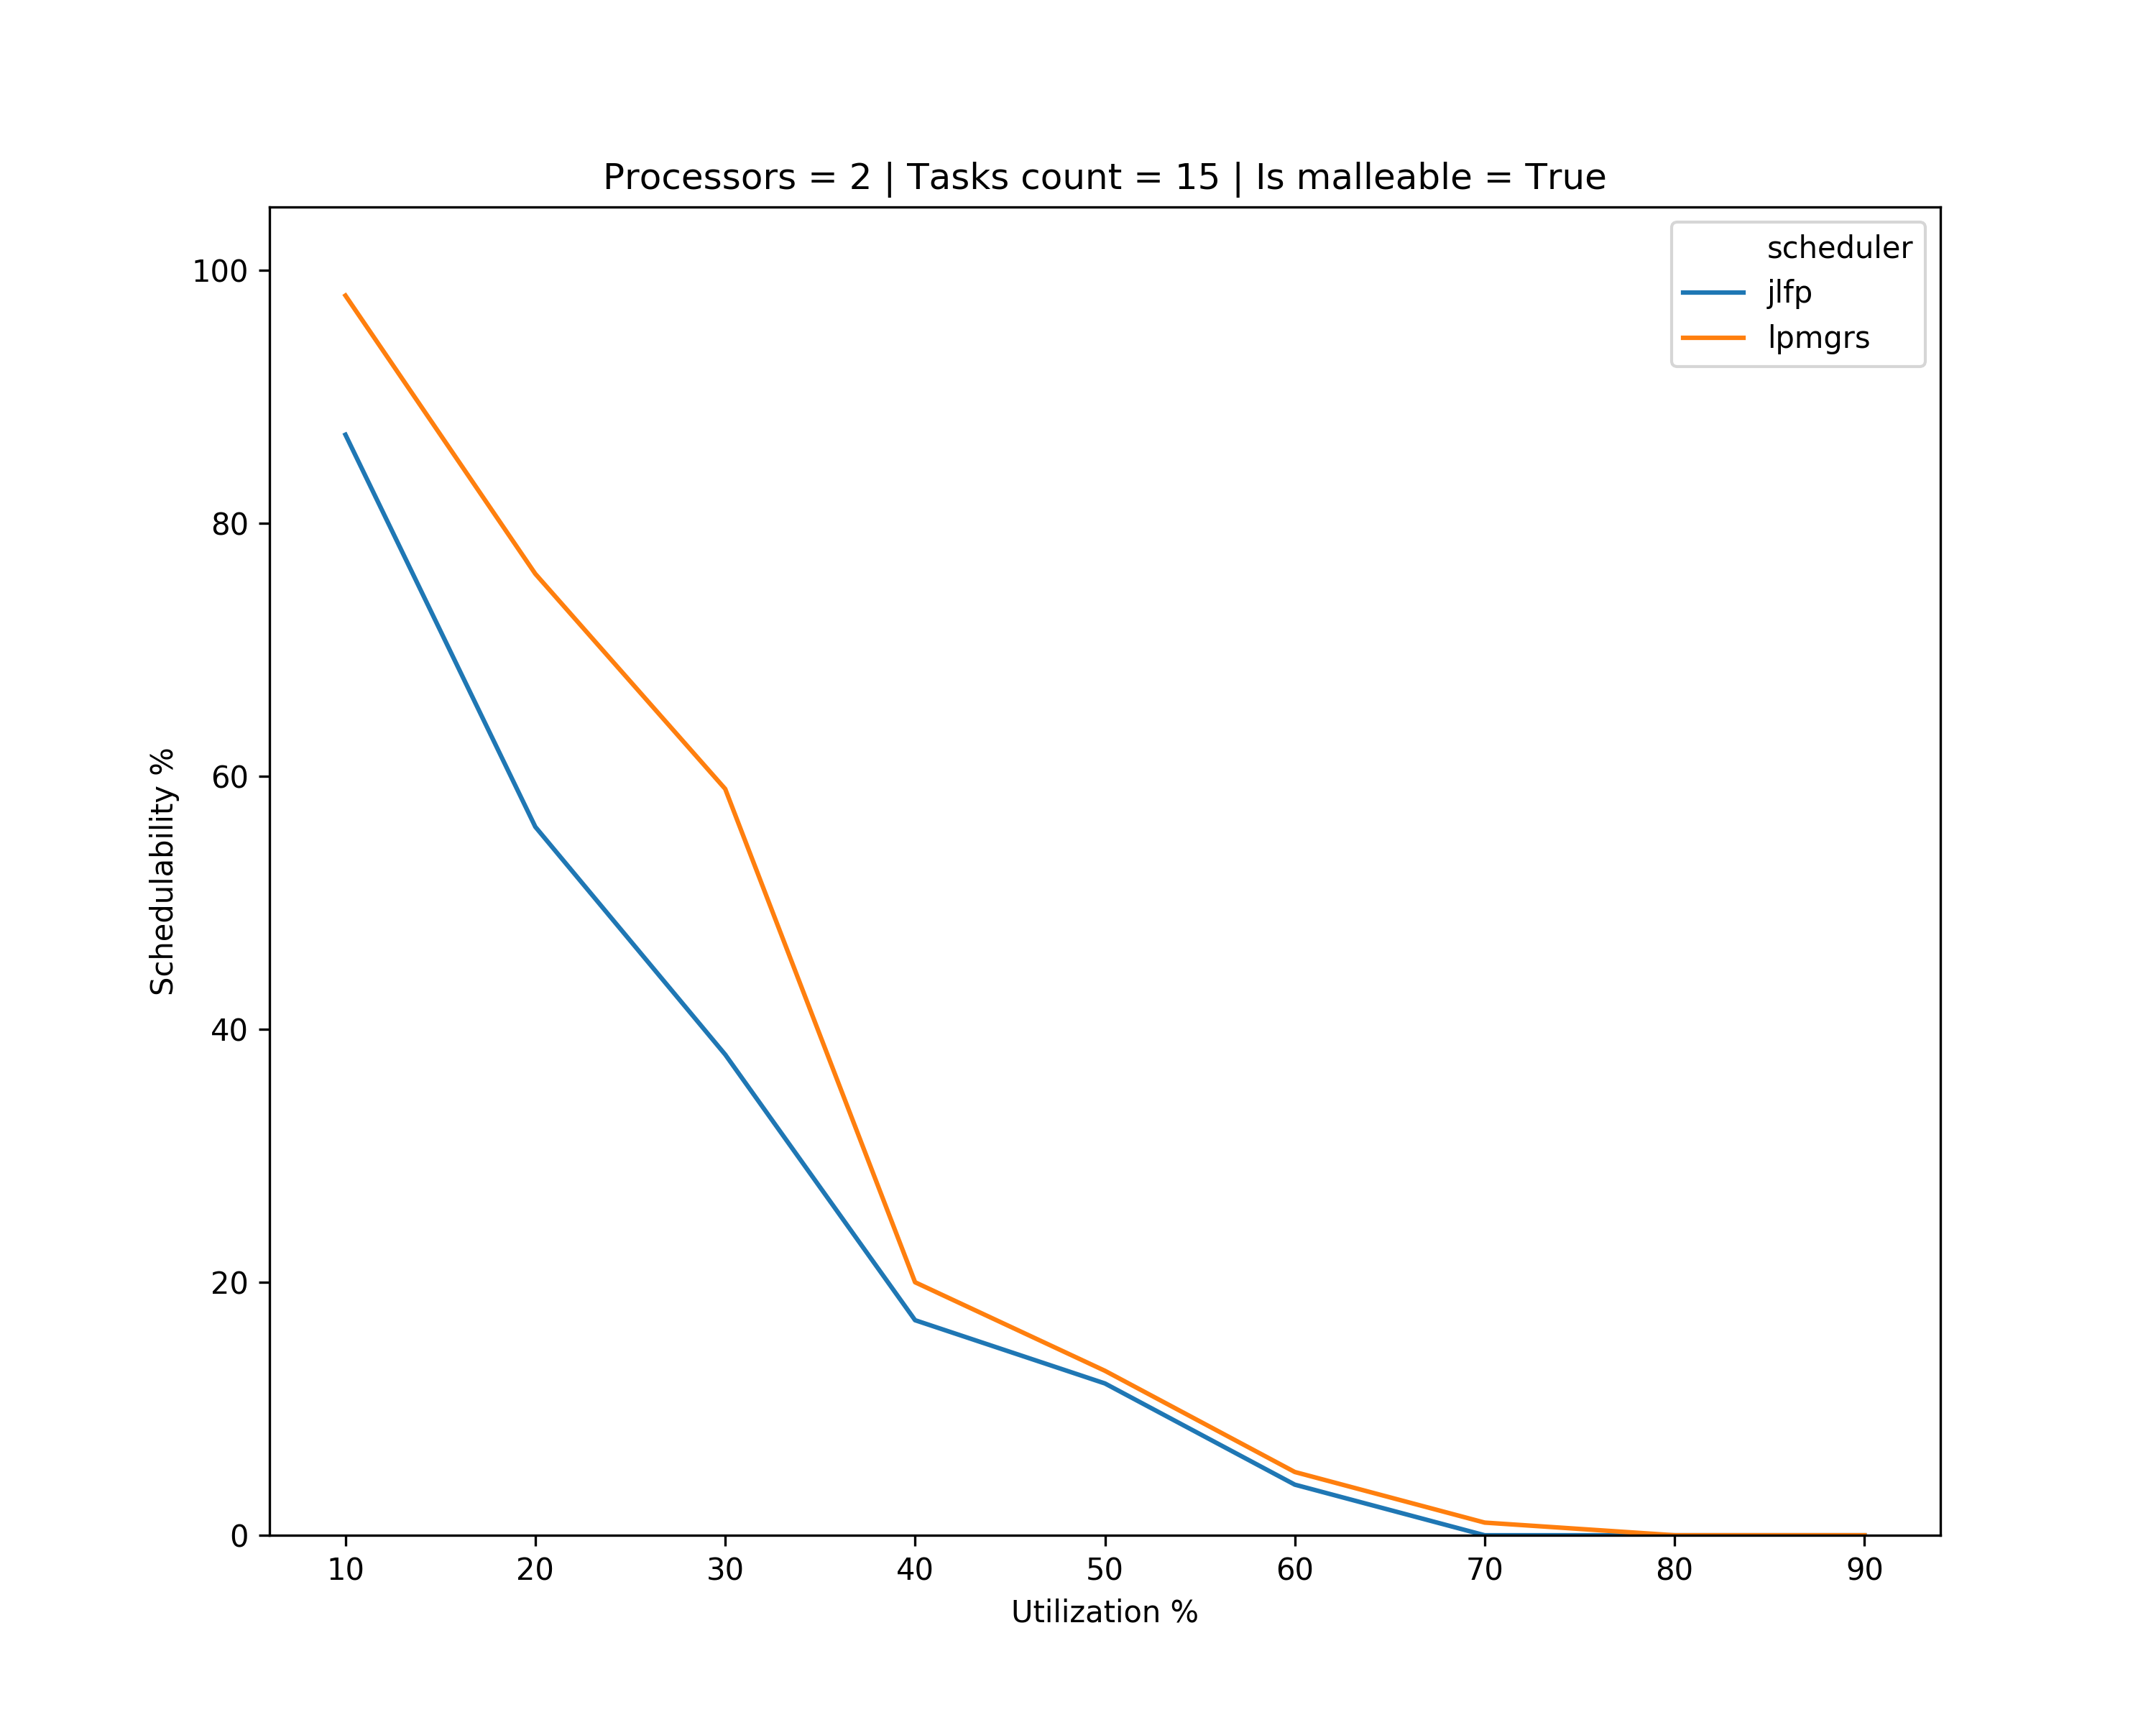 Processors = 2 | Tasks count = 15 | Is malleable = True
scheduler
jlfp
lpmgrs
100
80
60
40
20
0
Schedulability %
10 20 30 40 50 60 70 80 90
Utilization %